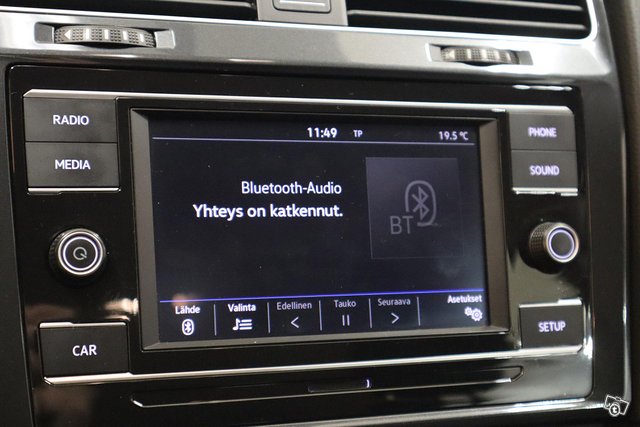 RADIO
MEDIA
CAR
PHONE
SOUND
SETUP
11:49 TP 19.5 °C
Bluetooth-Audio
Yhteys on katkennut.
BT
Lähde Valinta Edellinen Tauko Seuraava Asetukset